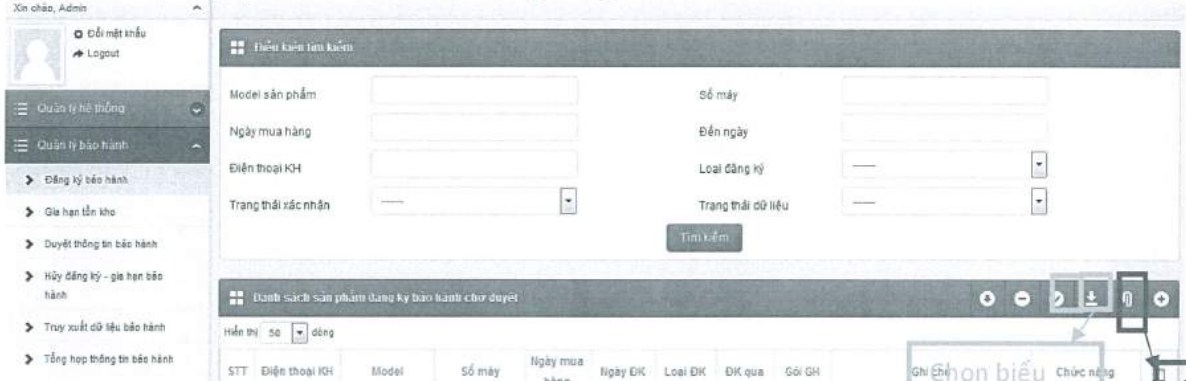 Xin chào, Admin
Đổi mật khẩu
Logout
Quản lý hệ thống
Quản lý bảo hành
Đăng ký bảo hành
Gia hạn tồn kho
Duyệt thông tin bảo hành
Hủy đăng ký - gia hạn bảo
hành
Truy xuất dữ liệu bảo hành
Tổng hợp thông tin bảo hành
Điều kiện tìm kiếm
Model sản phẩm
Số máy
Ngày mua hàng
Đến ngày
Điện thoại KH
Loại đăng ký
------
Trạng thái xác nhận
------
Trạng thái dữ liệu
------
Tìm kiếm
Danh sách sản phẩm đăng ký bảo hành chờ duyệt
Hiển thị 50 dòng
STT Điện thoại KH Model Số máy Ngày mua
hàng Ngày ĐK Loại ĐK ĐK qua Gói GH Ghi chú Chức năng
Chọn biểu